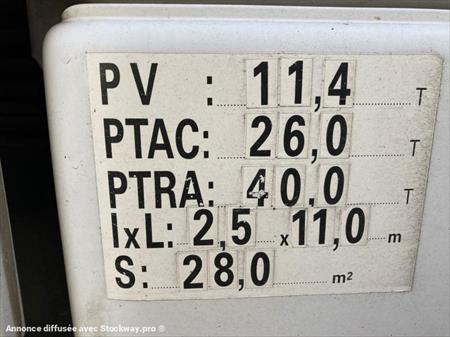 PV : 11,4 T
PTAC: 26,0 T
PTRA: 40,0 T
IxL: 2,5 x 11,0 m
S: 28,0 m²
Annonce diffusée avec Stockway.pro ®